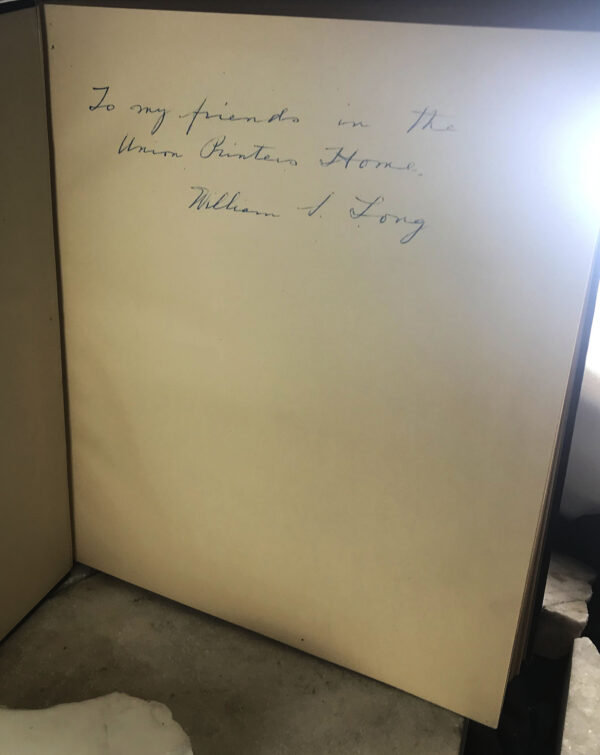 To my friends in the
Union Printers Home.
William S. Long